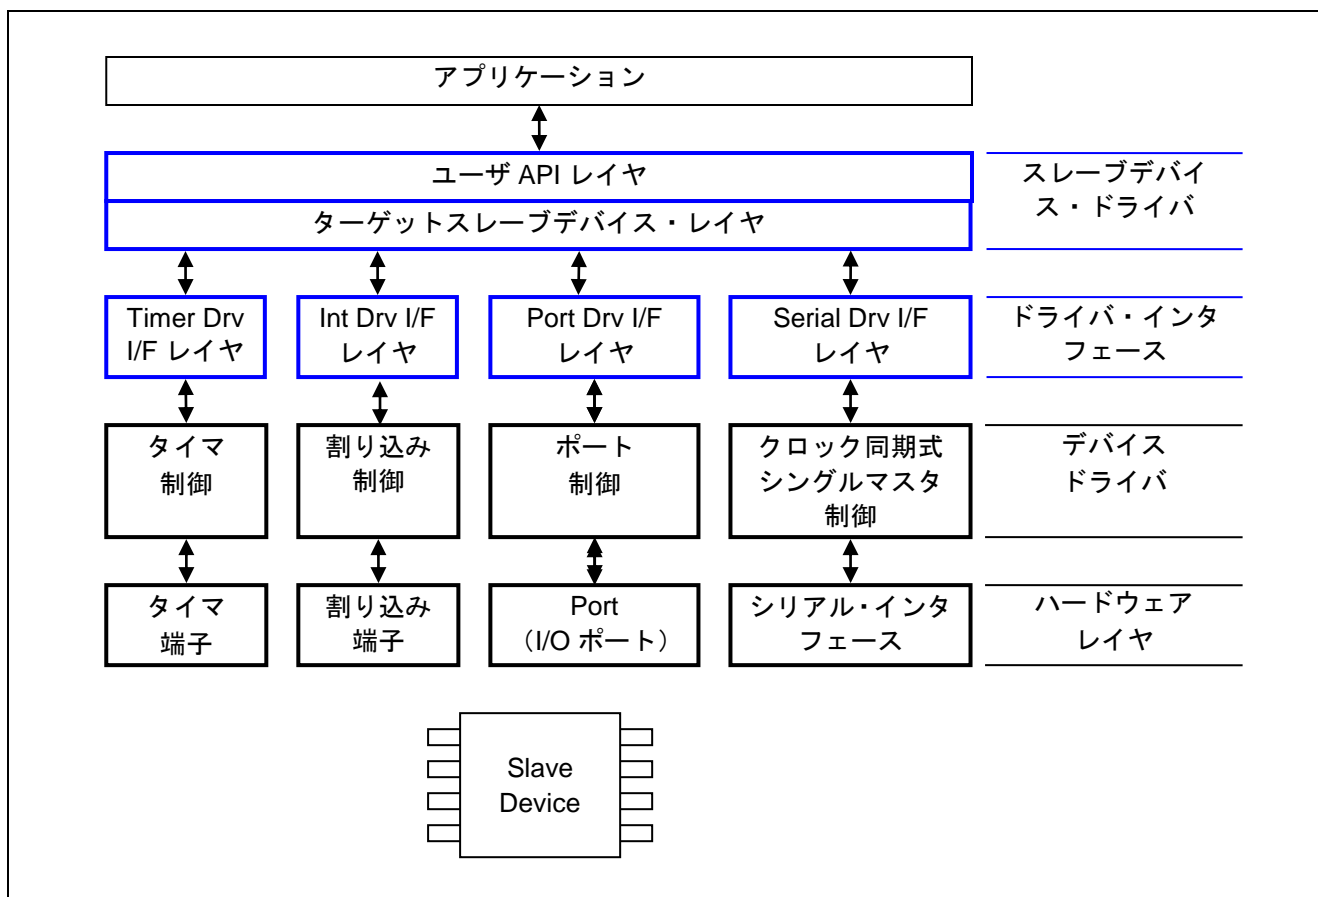 アプリケーション
ユーザ API レイヤ
ターゲットスレーブデバイス・レイヤ
スレーブデバイ
ス・ドライバ
Timer Drv
I/F レイヤ
Int Drv I/F
レイヤ
Port Drv I/F
レイヤ
Serial Drv I/F
レイヤ
ドライバ・インタ
フェース
タイマ
制御
割り込み
制御
ポート
制御
クロック同期式
シングルマスタ
制御
デバイス
ドライバ
タイマ
端子
割り込み
端子
Port
（I/O ポート）
シリアル・インタ
フェース
ハードウェア
レイヤ
Slave
Device